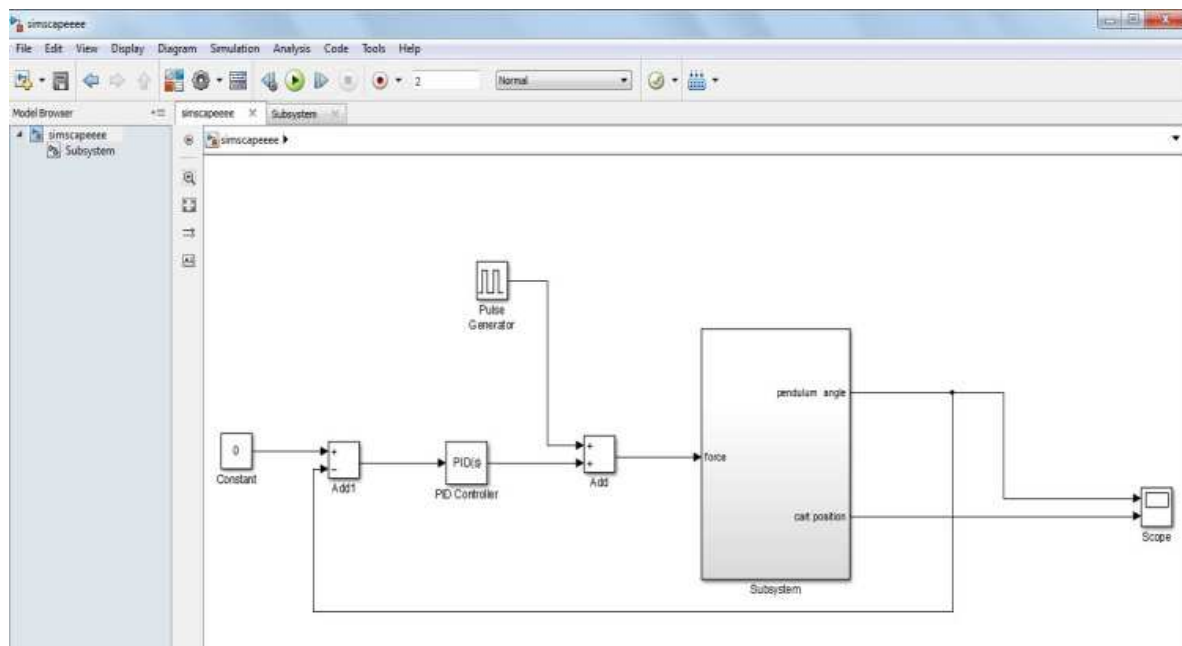 simscapeeee
File Edit View Display Diagram Simulation Analysis Code Tools Help
2 Normal
Model Browser
simscapeeee Subsystem
simscapeeee
Subsystem
simscapeeee
Pulse
Generator
pendulum angle
0
Constant
+
−
Add1
PID(s
PID Controller
+
+
Add
force
cart position
Scope
Subsystem